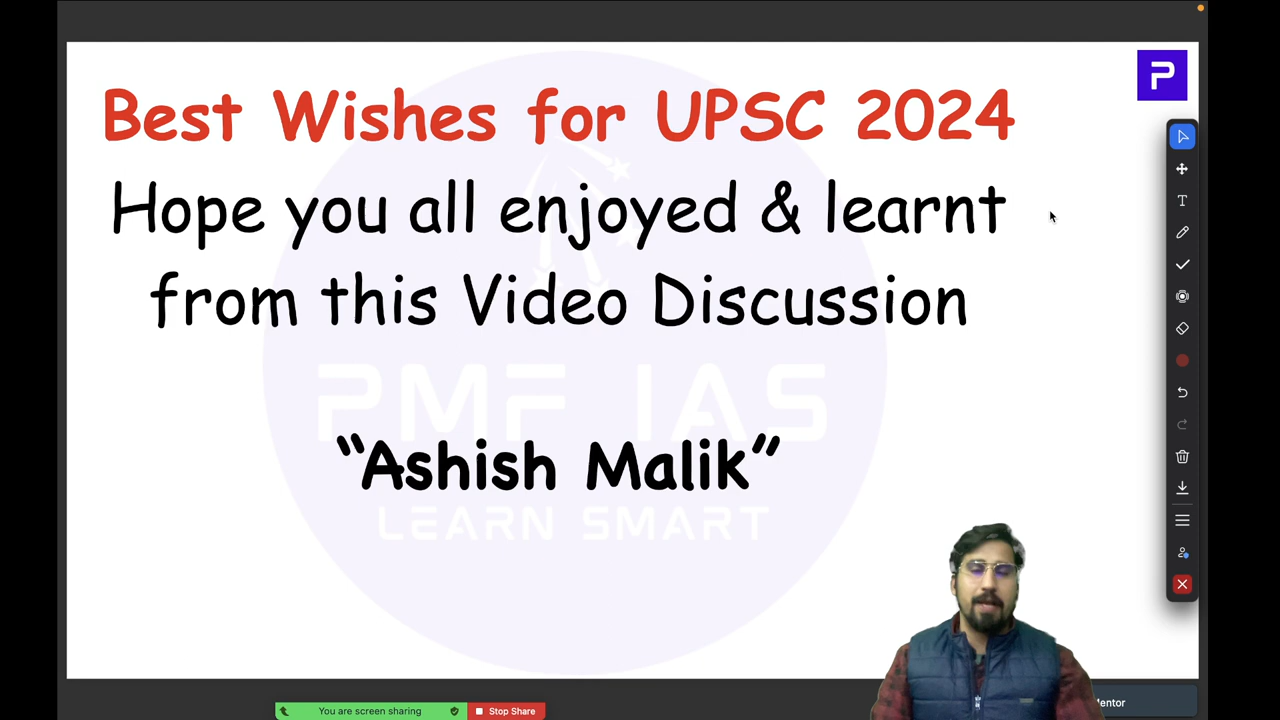 Best Wishes for UPSC 2024
Hope you all enjoyed & learnt
from this Video Discussion
PMF IAS
“Ashish Malik”
LEARN SMART
You are screen sharing
Stop Share
Mentor